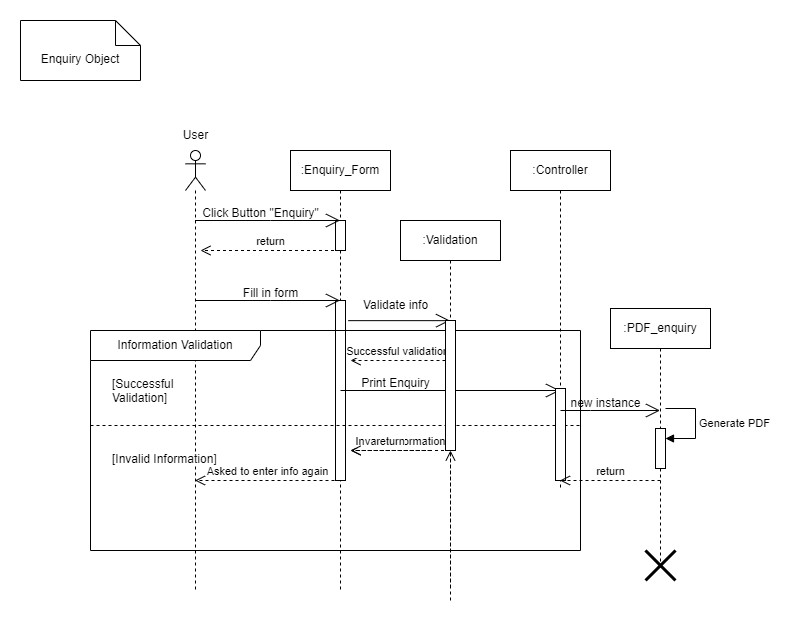 Enquiry Object
User
:Enquiry_Form
:Controller
Click Button "Enquiry"
return
:Validation
Fill in form
Validate info
:PDF_enquiry
Information Validation
Successful validation
[Successful
Validation]
Print Enquiry
new instance
Generate PDF
[Invalid Information]
Asked to enter info again
return